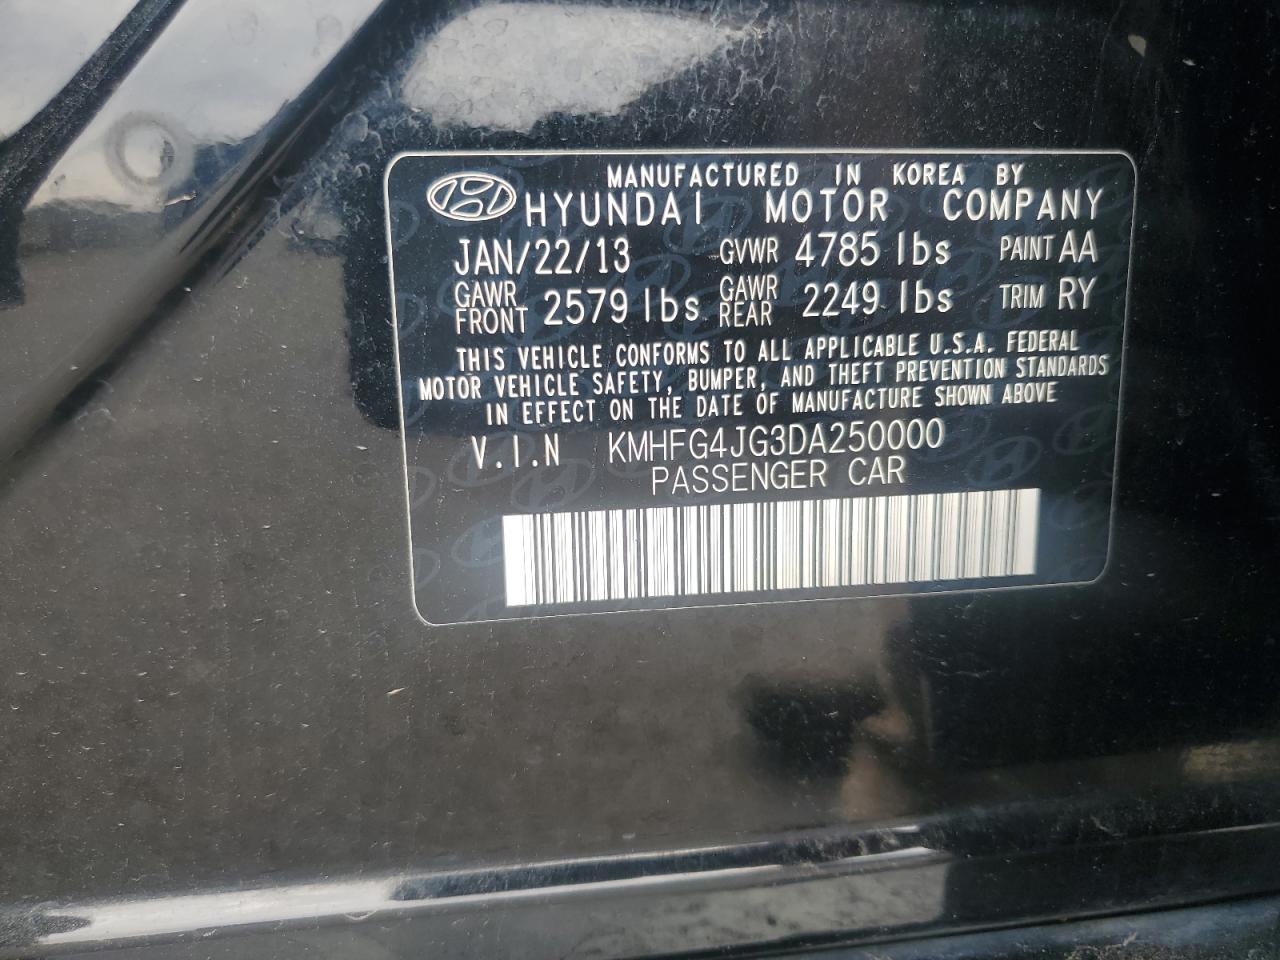 MANUFACTURED IN KOREA BY
HYUNDAI MOTOR COMPANY
JAN/22/13 GVWR 4785 lbs PAINT AA
GAWR FRONT 2579 lbs GAWR REAR 2249 lbs TRIM RY
THIS VEHICLE CONFORMS TO ALL APPLICABLE U.S.A. FEDERAL
MOTOR VEHICLE SAFETY, BUMPER, AND THEFT PREVENTION STANDARDS
IN EFFECT ON THE DATE OF MANUFACTURE SHOWN ABOVE
V.I.N KMHFG4JG3DA250000
PASSENGER CAR